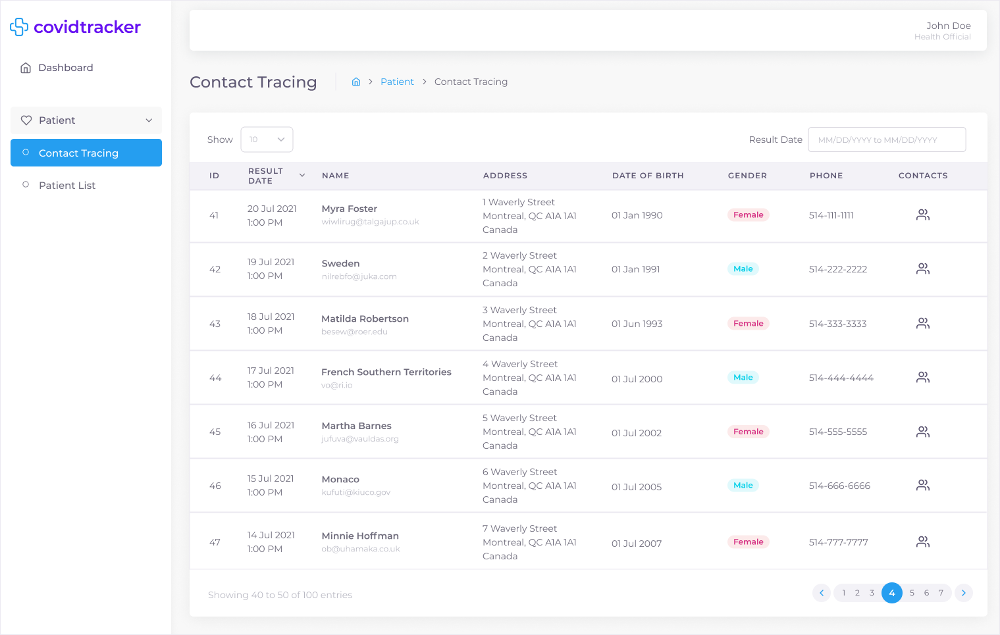 covidtracker
John Doe
Health Official
Dashboard
Contact Tracing
Patient
Contact Tracing
Patient
Contact Tracing
Patient List
Show
10
Result Date
MM/DD/YYYY to MM/DD/YYYY
ID
RESULT
DATE
NAME
ADDRESS
DATE OF BIRTH
GENDER
PHONE
CONTACTS
41
20 Jul 2021
1:00 PM
Myra Foster
wiwlirug@talgajup.co.uk
1 Waverly Street
Montreal, QC A1A 1A1
Canada
01 Jan 1990
Female
514-111-1111
42
19 Jul 2021
1:00 PM
Sweden
nilrebfo@juka.com
2 Waverly Street
Montreal, QC A1A 1A1
Canada
01 Jan 1991
Male
514-222-2222
43
18 Jul 2021
1:00 PM
Matilda Robertson
besew@roer.edu
3 Waverly Street
Montreal, QC A1A 1A1
Canada
01 Jun 1993
Female
514-333-3333
44
17 Jul 2021
1:00 PM
French Southern Territories
vo@ri.io
4 Waverly Street
Montreal, QC A1A 1A1
Canada
01 Jul 2000
Male
514-444-4444
45
16 Jul 2021
1:00 PM
Martha Barnes
jufuva@vauldas.org
5 Waverly Street
Montreal, QC A1A 1A1
Canada
01 Jul 2002
Female
514-555-5555
46
15 Jul 2021
1:00 PM
Monaco
kufuti@kiuco.gov
6 Waverly Street
Montreal, QC A1A 1A1
Canada
01 Jul 2005
Male
514-666-6666
47
14 Jul 2021
1:00 PM
Minnie Hoffman
ob@uhamaka.co.uk
7 Waverly Street
Montreal, QC A1A 1A1
Canada
01 Jul 2007
Female
514-777-7777
Showing 40 to 50 of 100 entries
1 2 3 4 5 6 7